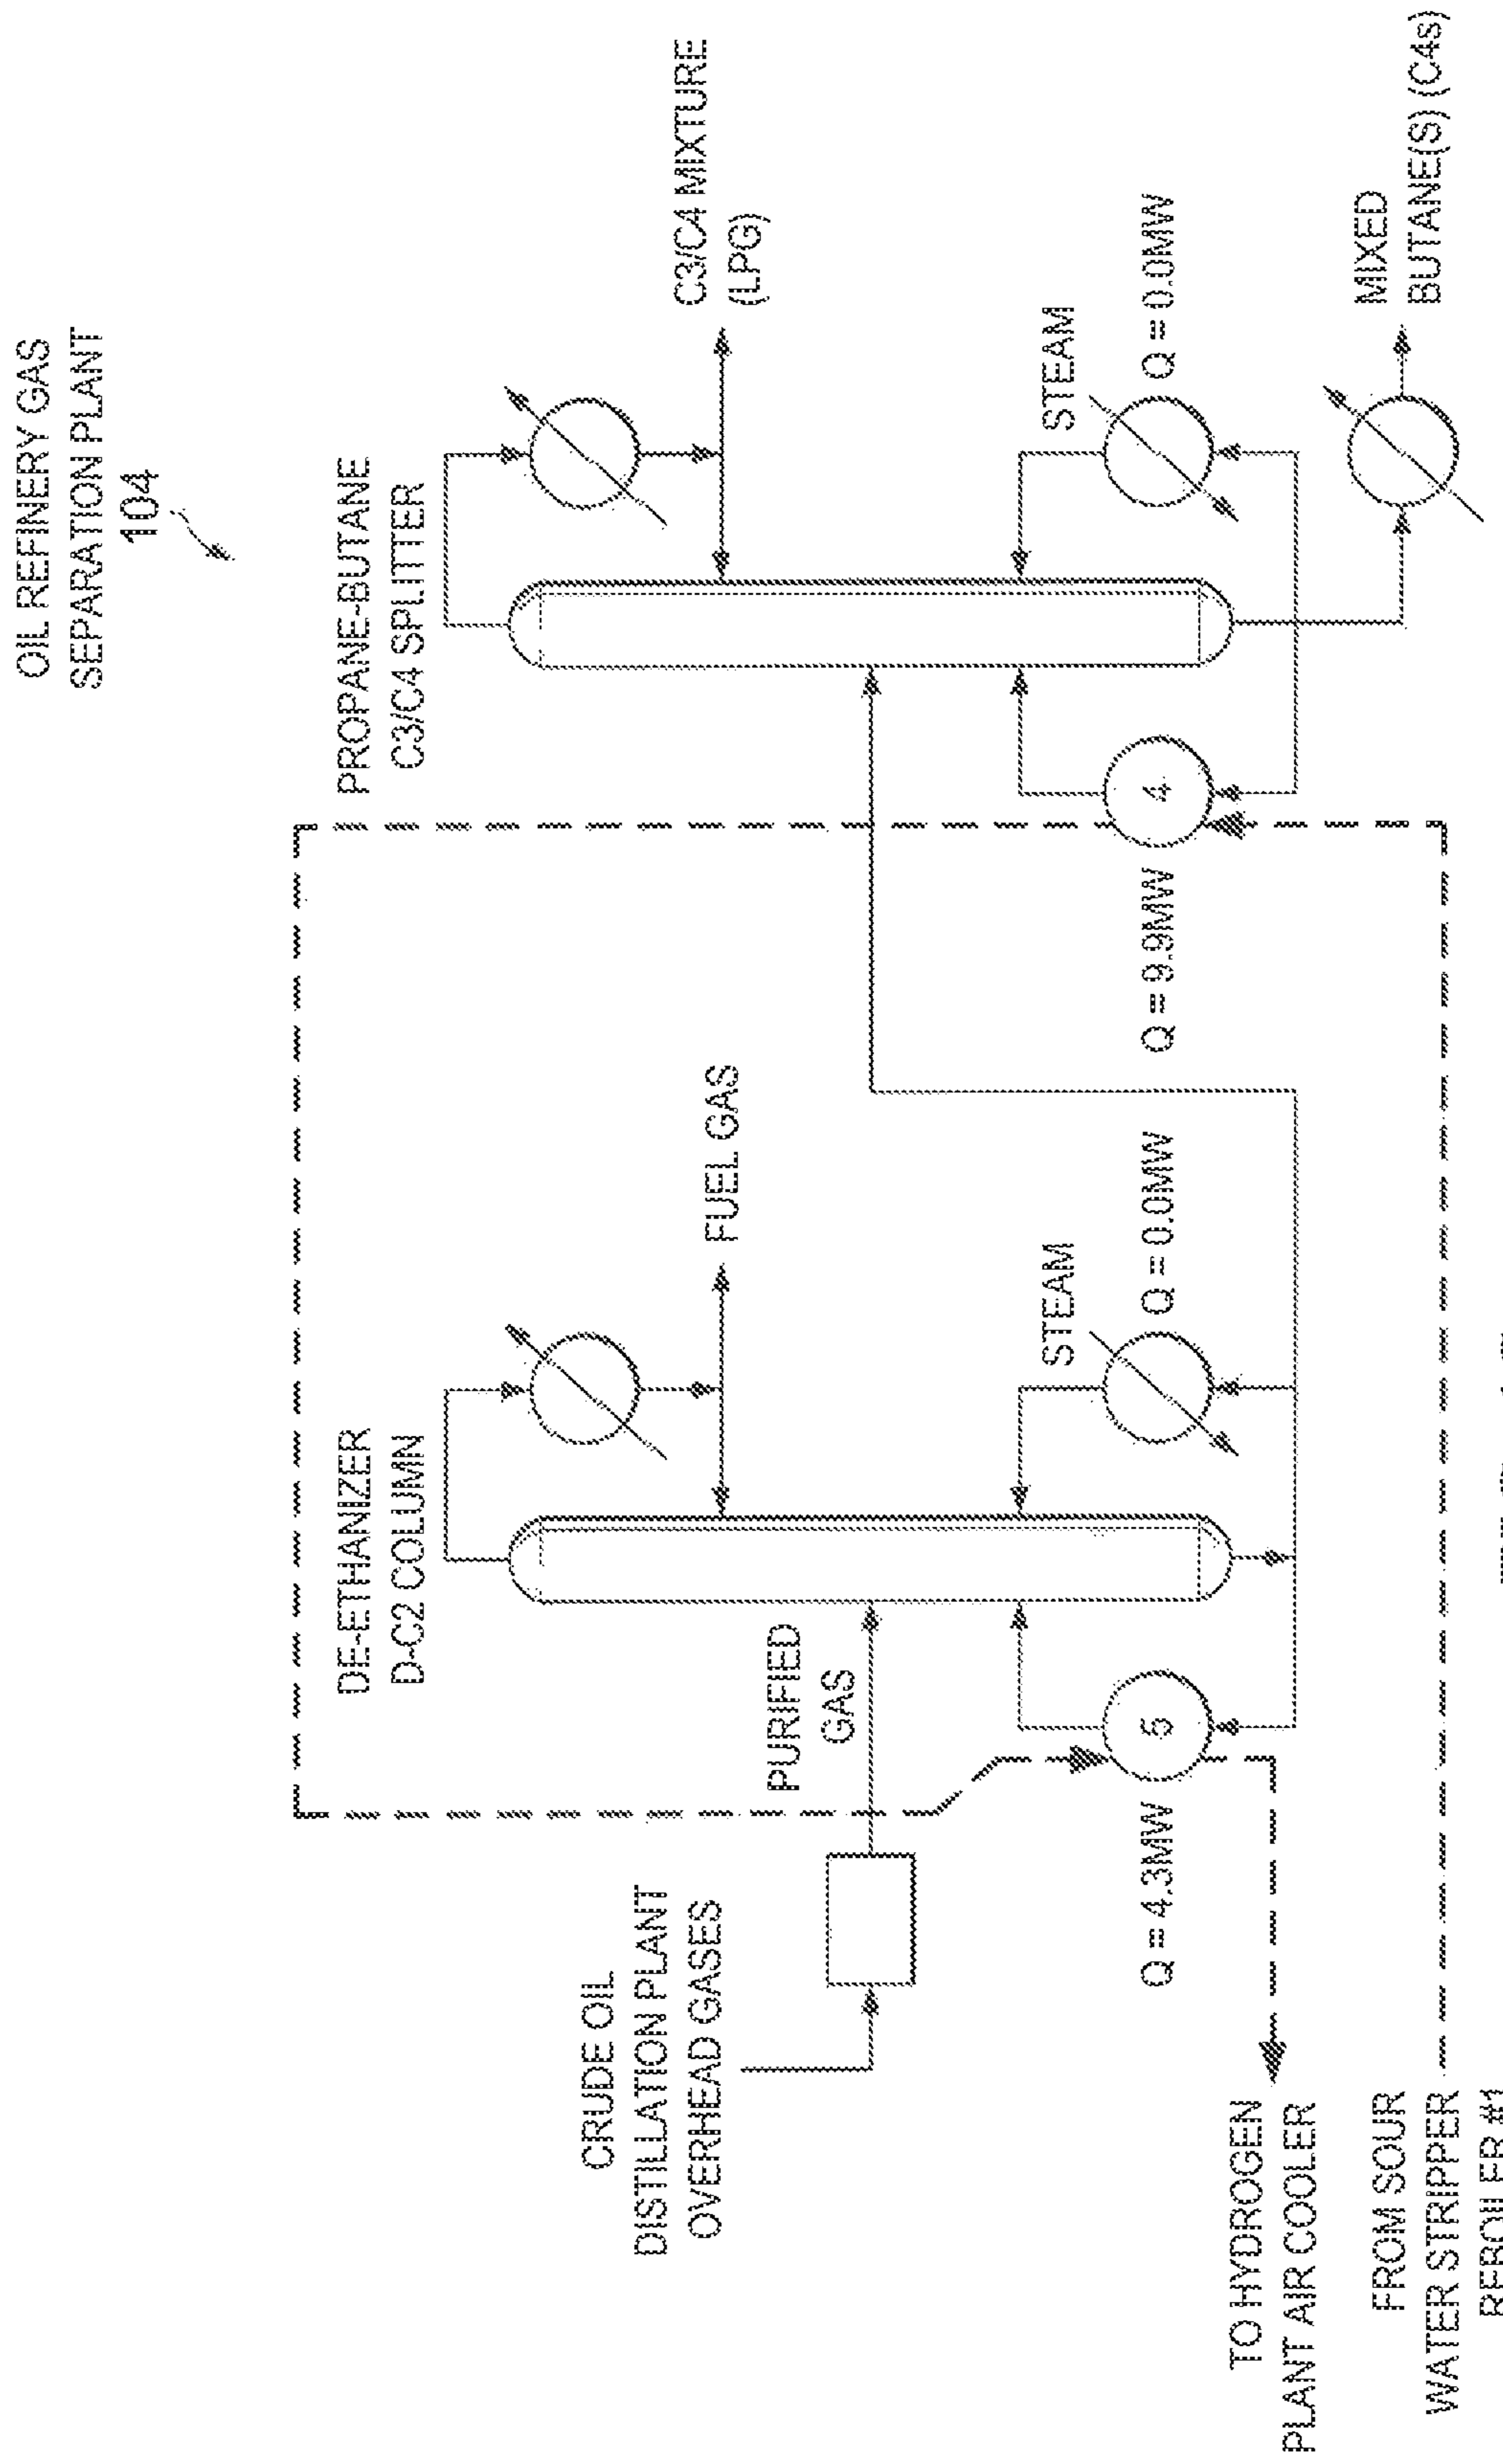 OIL REFINERY GAS
SEPARATION PLANT
104
PROPANE-BUTANE
C3/C4 SPLITTER
C3/C4 MIXTURE
(LPG)
STEAM
Q = 0.0MW
4
Q = 9.9MW
MIXED
BUTANE(S) (C4s)
DE-ETHANIZER
D-C2 COLUMN
FUEL GAS
PURIFIED
GAS
STEAM
Q = 0.0MW
5
Q = 4.3MW
CRUDE OIL
DISTILLATION PLANT
OVERHEAD GASES
TO HYDROGEN
PLANT AIR COOLER
FROM SOUR
WATER STRIPPER
REBOILER #1